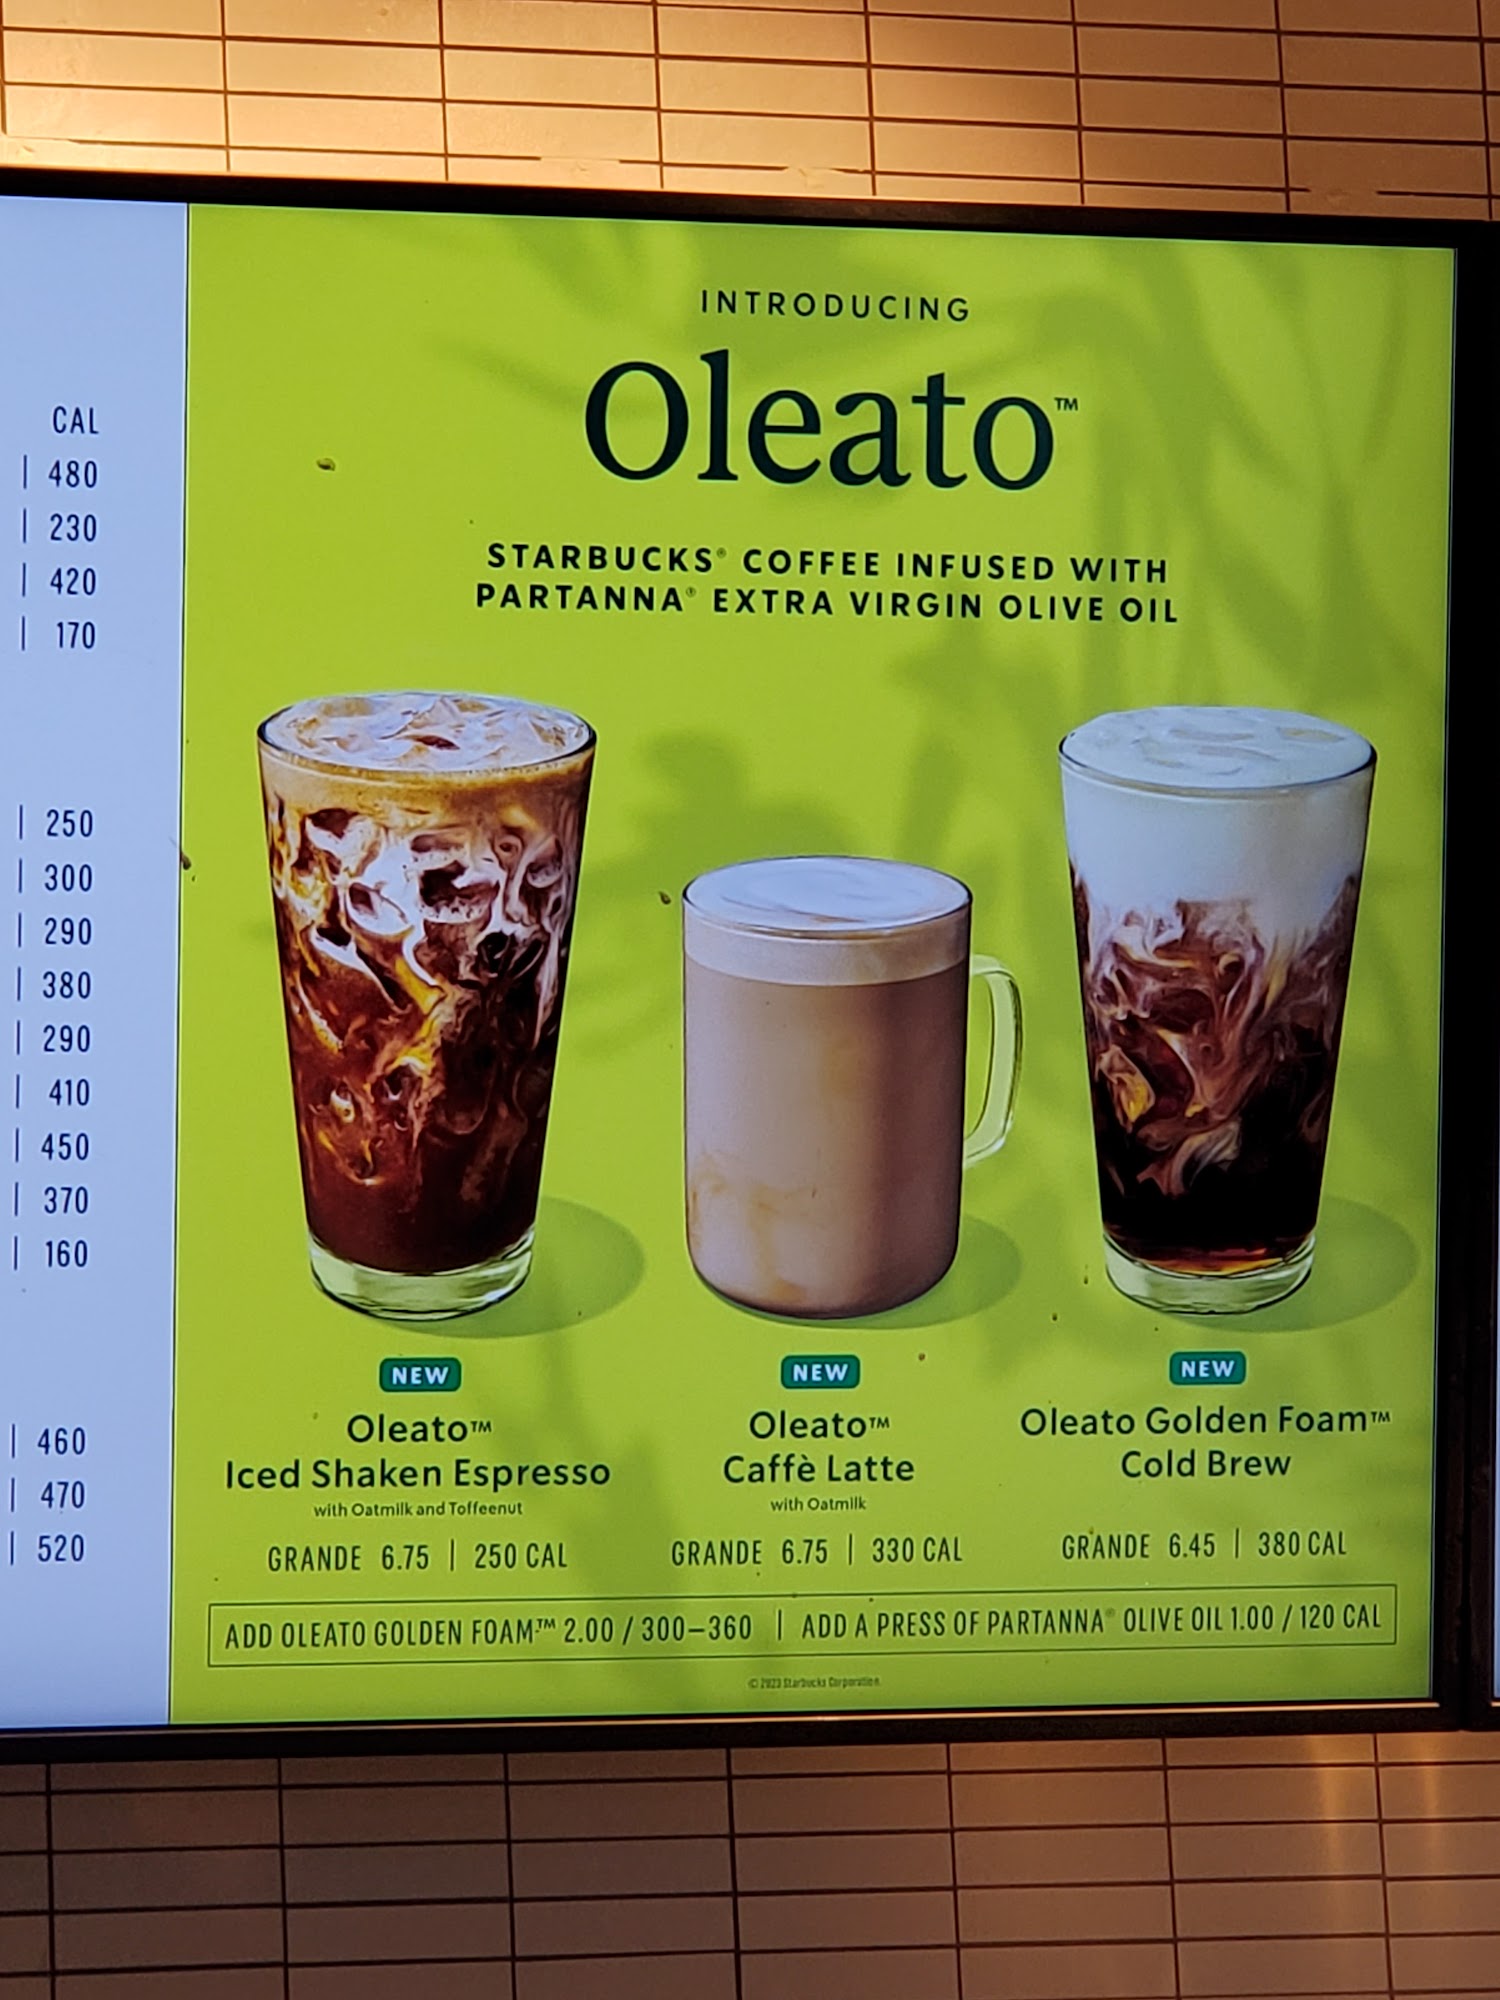 CAL
| 480
| 230
| 420
| 170
| 250
| 300
| 290
| 380
| 290
| 410
| 450
| 370
| 160
| 460
| 470
| 520
INTRODUCING
Oleato™
STARBUCKS® COFFEE INFUSED WITH
PARTANNA® EXTRA VIRGIN OLIVE OIL
NEW
Oleato™
Iced Shaken Espresso
with Oatmilk and Toffeenut
GRANDE 6.75 | 250 CAL
NEW
Oleato™
Caffè Latte
with Oatmilk
GRANDE 6.75 | 330 CAL
NEW
Oleato Golden Foam™
Cold Brew
GRANDE 6.45 | 380 CAL
ADD OLEATO GOLDEN FOAM™ 2.00 / 300–360 | ADD A PRESS OF PARTANNA® OLIVE OIL 1.00 / 120 CAL
© 2023 Starbucks Corporation.